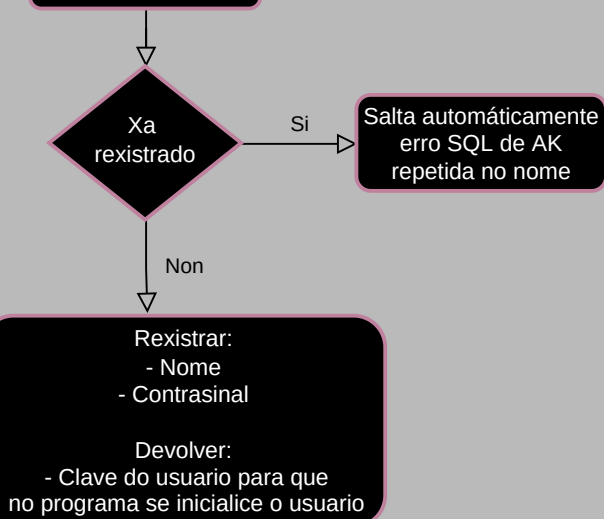 Xa
rexistrado
Si
Salta automáticamente
erro SQL de AK
repetida no nome
Non
Rexistrar:
- Nome
- Contrasinal
Devolver:
- Clave do usuario para que
no programa se inicialice o usuario